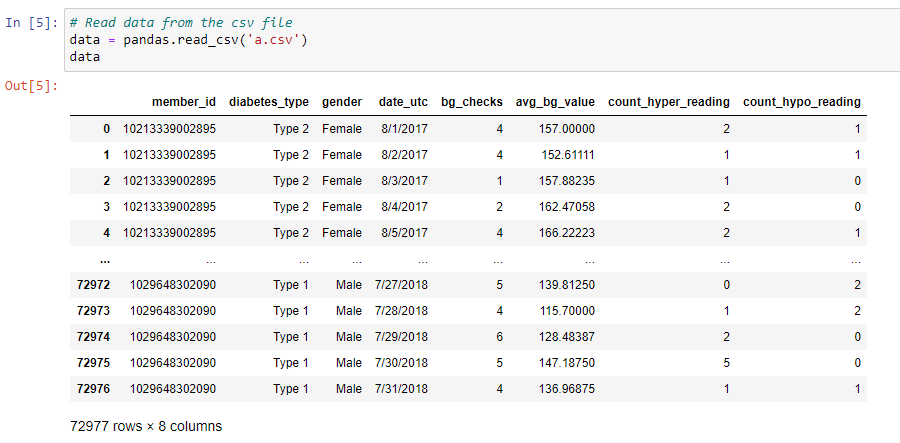 In [5]: # Read data from the csv file
data = pandas.read_csv('a.csv')
data
Out[5]:
member_id diabetes_type gender date_utc bg_checks avg_bg_value count_hyper_reading count_hypo_reading
0 10213339002895 Type 2 Female 8/1/2017 4 157.00000 2 1
1 10213339002895 Type 2 Female 8/2/2017 4 152.61111 1 1
2 10213339002895 Type 2 Female 8/3/2017 1 157.88235 1 0
3 10213339002895 Type 2 Female 8/4/2017 2 162.47058 2 0
4 10213339002895 Type 2 Female 8/5/2017 4 166.22223 2 1
... ... ... ... ... ... ... ... ...
72972 1029648302090 Type 1 Male 7/27/2018 5 139.81250 0 2
72973 1029648302090 Type 1 Male 7/28/2018 4 115.70000 1 2
72974 1029648302090 Type 1 Male 7/29/2018 6 128.48387 2 0
72975 1029648302090 Type 1 Male 7/30/2018 5 147.18750 5 0
72976 1029648302090 Type 1 Male 7/31/2018 4 136.96875 1 1
72977 rows × 8 columns